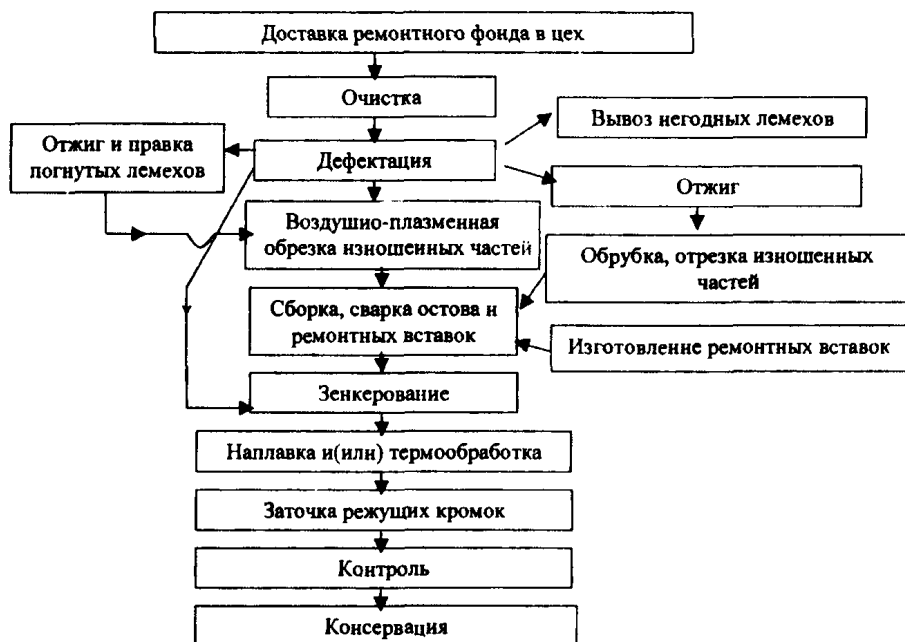 Доставка ремонтного фонда в цех
Очистка
Вывоз негодных лемехов
Отжиг и правка
погнутых лемехов
Дефектация
Отжиг
Воздушио-плазменная
обрезка изношеиных частей
Обрубка, отрезка изношенных
частей
Сборка, сварка остова и
ремонтных вставок
Изготовление ремонтных вставок
Зенкерование
Наплавка и(или) термообработка
Заточка режущих кромок
Контроль
Консервация